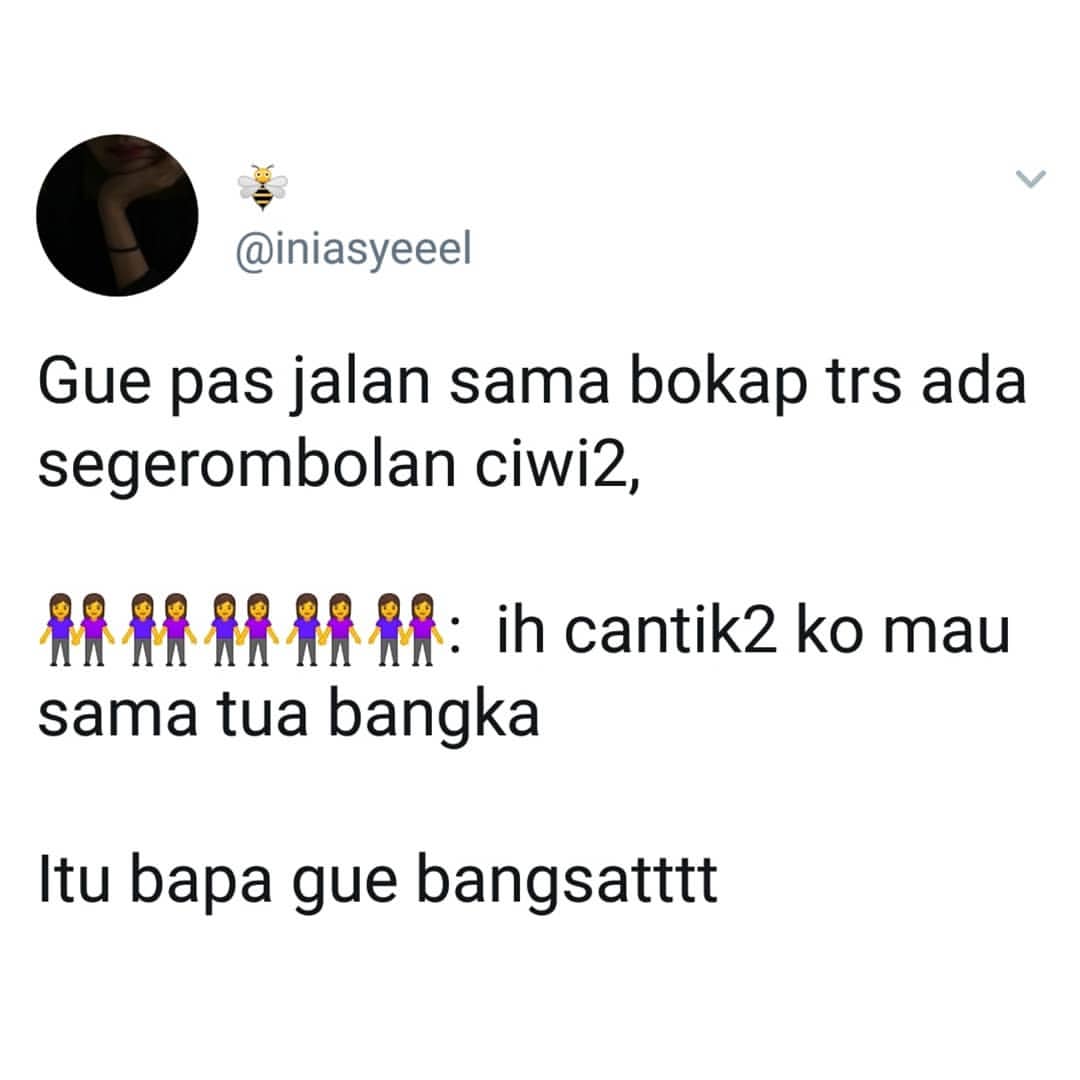 🐝
@iniasyeeel
Gue pas jalan sama bokap trs ada
segerombolan ciwi2,
👭👭👭👭👭: ih cantik2 ko mau
sama tua bangka
Itu bapa gue bangsatttt